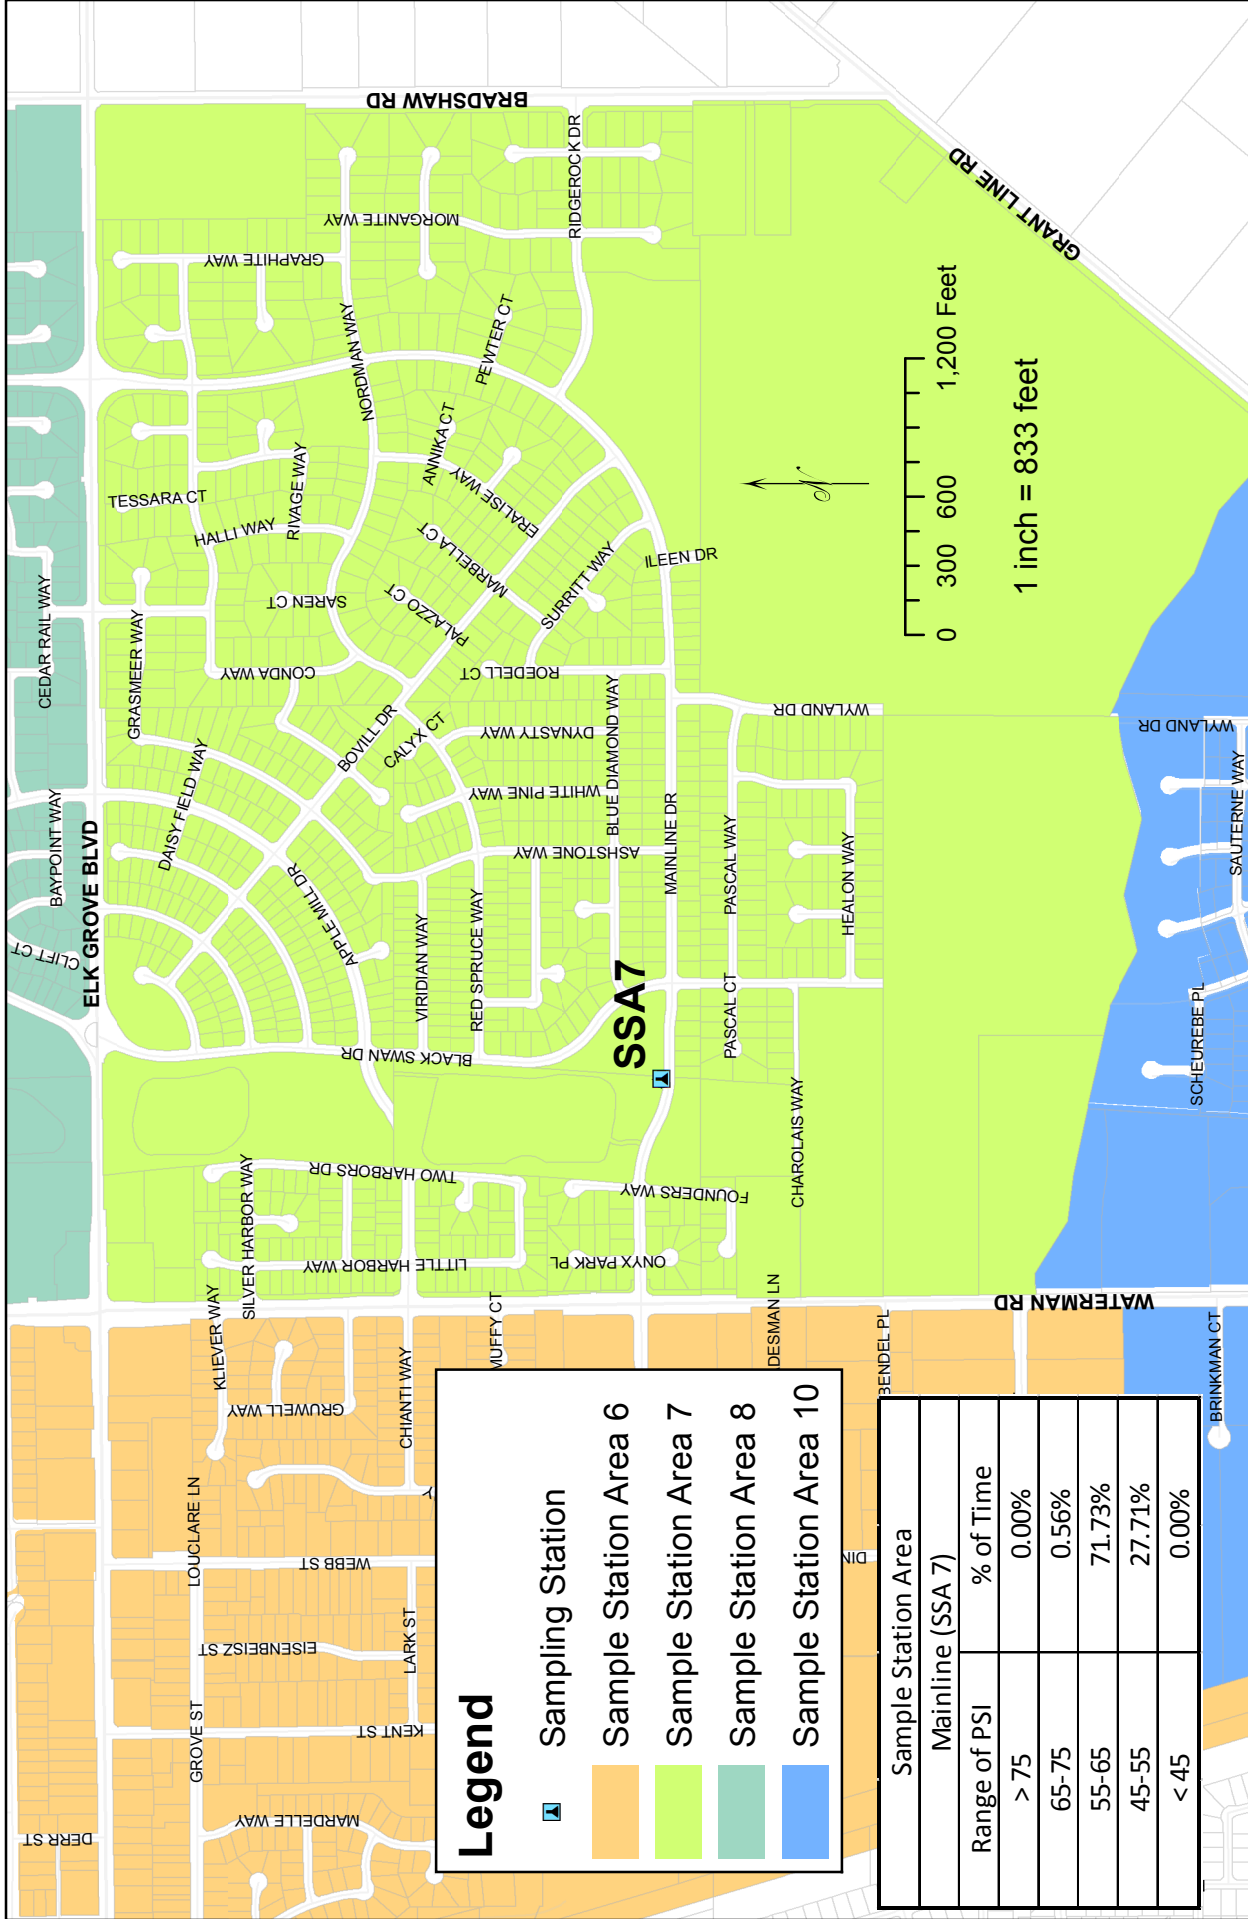 BRADSHAW RD
GRANT LINE RD
RIDGEROCK DR
MORGANITE WAY
GRAPHITE WAY
NORDMAN WAY
PEWTER CT
ANNIKA CT
ERALISE WAY
MARBELLA CT
PALAZZO CT
SURRITT WAY
ILEEN DR
TESSARA CT
HALLI WAY
RIVAGE WAY
SAREN CT
CONDA WAY
GRASMEER WAY
CEDAR RAIL WAY
BAYPOINT WAY
CLIFT CT
ELK GROVE BLVD
DAISY FIELD WAY
BOVILL DR
CALYX CT
ROEDELL CT
DYNASTY WAY
WHITE PINE WAY
BLUE DIAMOND WAY
ASHSTONE WAY
MAINLINE DR
WYLAND DR
PASCAL WAY
HEALON WAY
APPLE MILL DR
VIRIDIAN WAY
RED SPRUCE WAY
BLACK SWAN DR
SSA7
PASCAL CT
CHAROLAIS WAY
WYLAND DR
SAUTERNE WAY
SCHEUREBE PL
TWO HARBORS DR
SILVER HARBOR WAY
LITTLE HARBOR WAY
FOUNDERS WAY
ONYX PARK PL
WATERMAN RD
KLIEVER WAY
GRUWELL WAY
CHIANTI WAY
MUFFY CT
ADESMAN LN
BENDEL PL
BRINKMAN CT
LOUCLARE LN
WEBB ST
EISENBEISZ ST
LARK ST
GROVE ST
KENT ST
MARDELLE WAY
DERR ST
DIN
Y
N
0 300 600 1,200 Feet
1 inch = 833 feet
Legend
Sampling Station
Sample Station Area 6
Sample Station Area 7
Sample Station Area 8
Sample Station Area 10
Sample Station Area
Mainline (SSA 7)
Range of PSI % of Time
> 75 0.00%
65-75 0.56%
55-65 71.73%
45-55 27.71%
< 45 0.00%